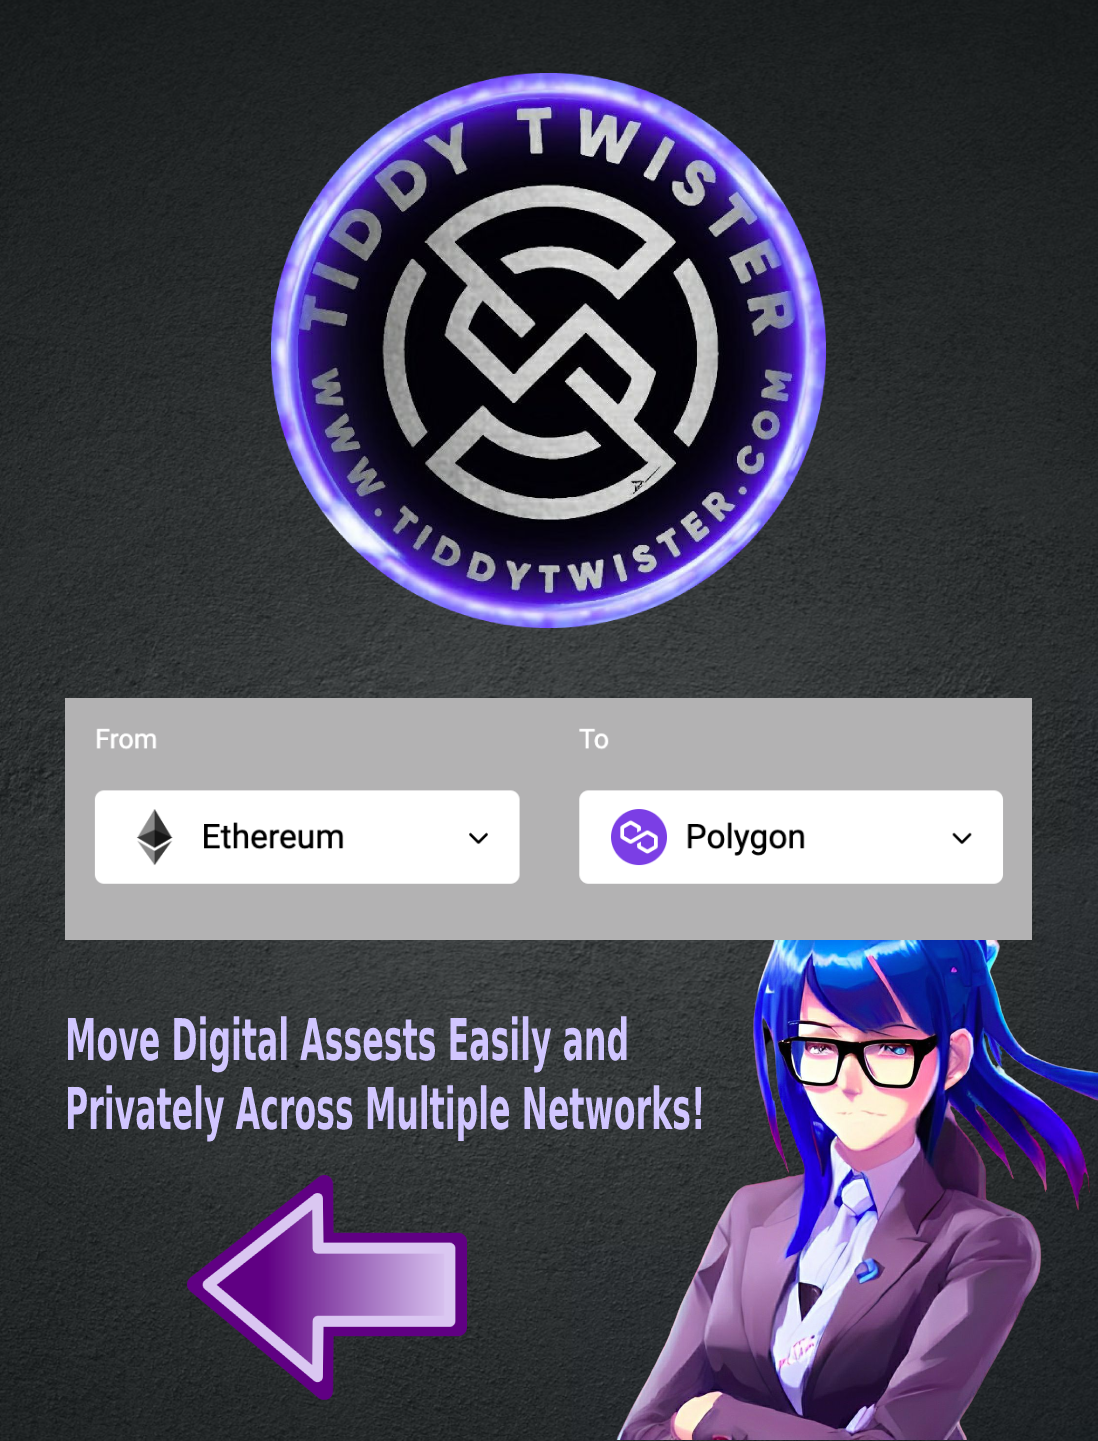 TIDDY TWISTER
WWW.TIDDYTWISTER.COM
From
To
Ethereum
Polygon
Move Digital Assests Easily and
Privately Across Multiple Networks!